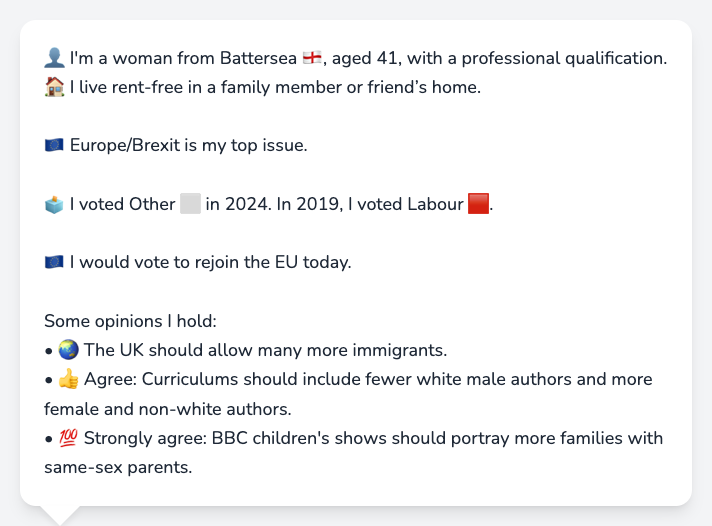 👤 I'm a woman from Battersea 🏴󠁧󠁢󠁥󠁮󠁧󠁿, aged 41, with a professional qualification.
🏠 I live rent-free in a family member or friend’s home.
🇪🇺 Europe/Brexit is my top issue.
🗳️ I voted Other ⬜ in 2024. In 2019, I voted Labour 🟥.
🇪🇺 I would vote to rejoin the EU today.
Some opinions I hold:
• 🌏 The UK should allow many more immigrants.
• 👍 Agree: Curriculums should include fewer white male authors and more
female and non-white authors.
• 💯 Strongly agree: BBC children's shows should portray more families with
same-sex parents.